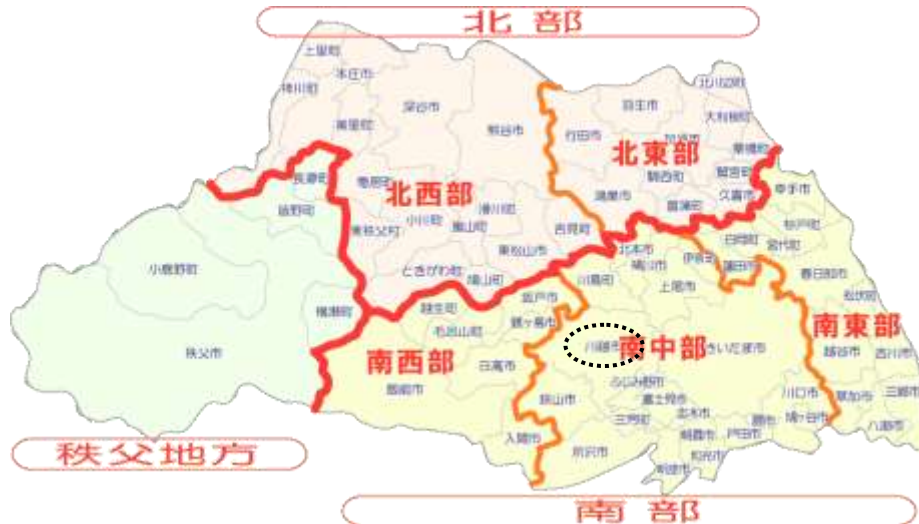 北部
上里町
本庄市
神川町
深谷市
美里町
熊谷市
行田市
羽生市
北川辺町
大利根町
栗橋町
北東部
騎西町
鷲宮町
鴻巣市
菖蒲町
久喜市
幸手市
長瀞町
皆野町
寄居町
北西部
東秩父町
小川町
嵐山町
滑川町
東松山市
吉見町
北本市
桶川市
伊奈町
白岡町
宮代町
杉戸町
ときがわ町
鳩山町
川島町
上尾市
蓮田市
春日部市
小鹿野町
横瀬町
秩父市
越生町
毛呂山町
坂戸市
鶴ヶ島市
松伏町
南東部
南西部
日高市
飯能市
川越市
南中部
さいたま市
越谷市
吉川市
ふじみ野市
富士見市
狭山市
三芳町
志木市
川口市
草加市
三郷市
入間市
所沢市
朝霞市
戸田市
蕨市
鳩ヶ谷市
八潮市
新座市
和光市
秩父地方
南部